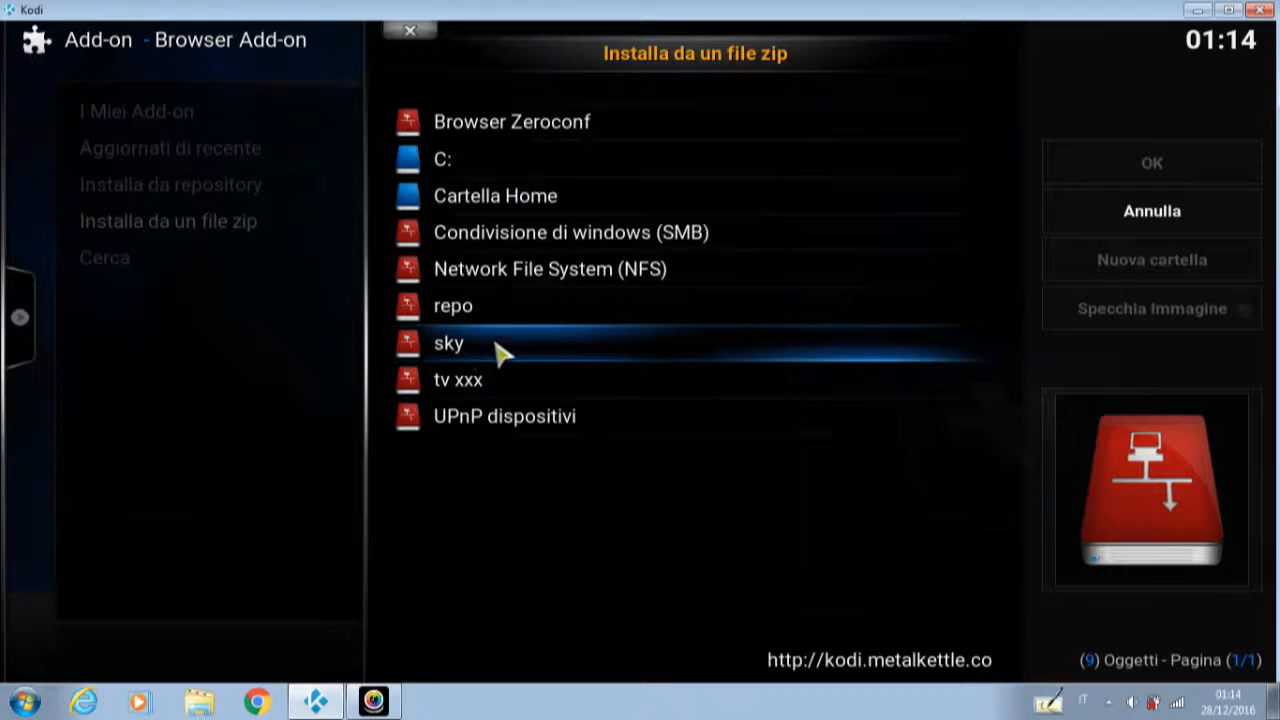 Kodi
Add-on - Browser Add-on
Installa da un file zip
01:14
I Miei Add-on
Aggiornati di recente
Installa da repository
Installa da un file zip
Cerca
Browser Zeroconf
C:
Cartella Home
Condivisione di windows (SMB)
Network File System (NFS)
repo
sky
tv xxx
UPnP dispositivi
OK
Annulla
Nuova cartella
Specchia Immagine
http://kodi.metalkettle.co
(9) Oggetti - Pagina (1/1)
IT
01:14
28/12/2016